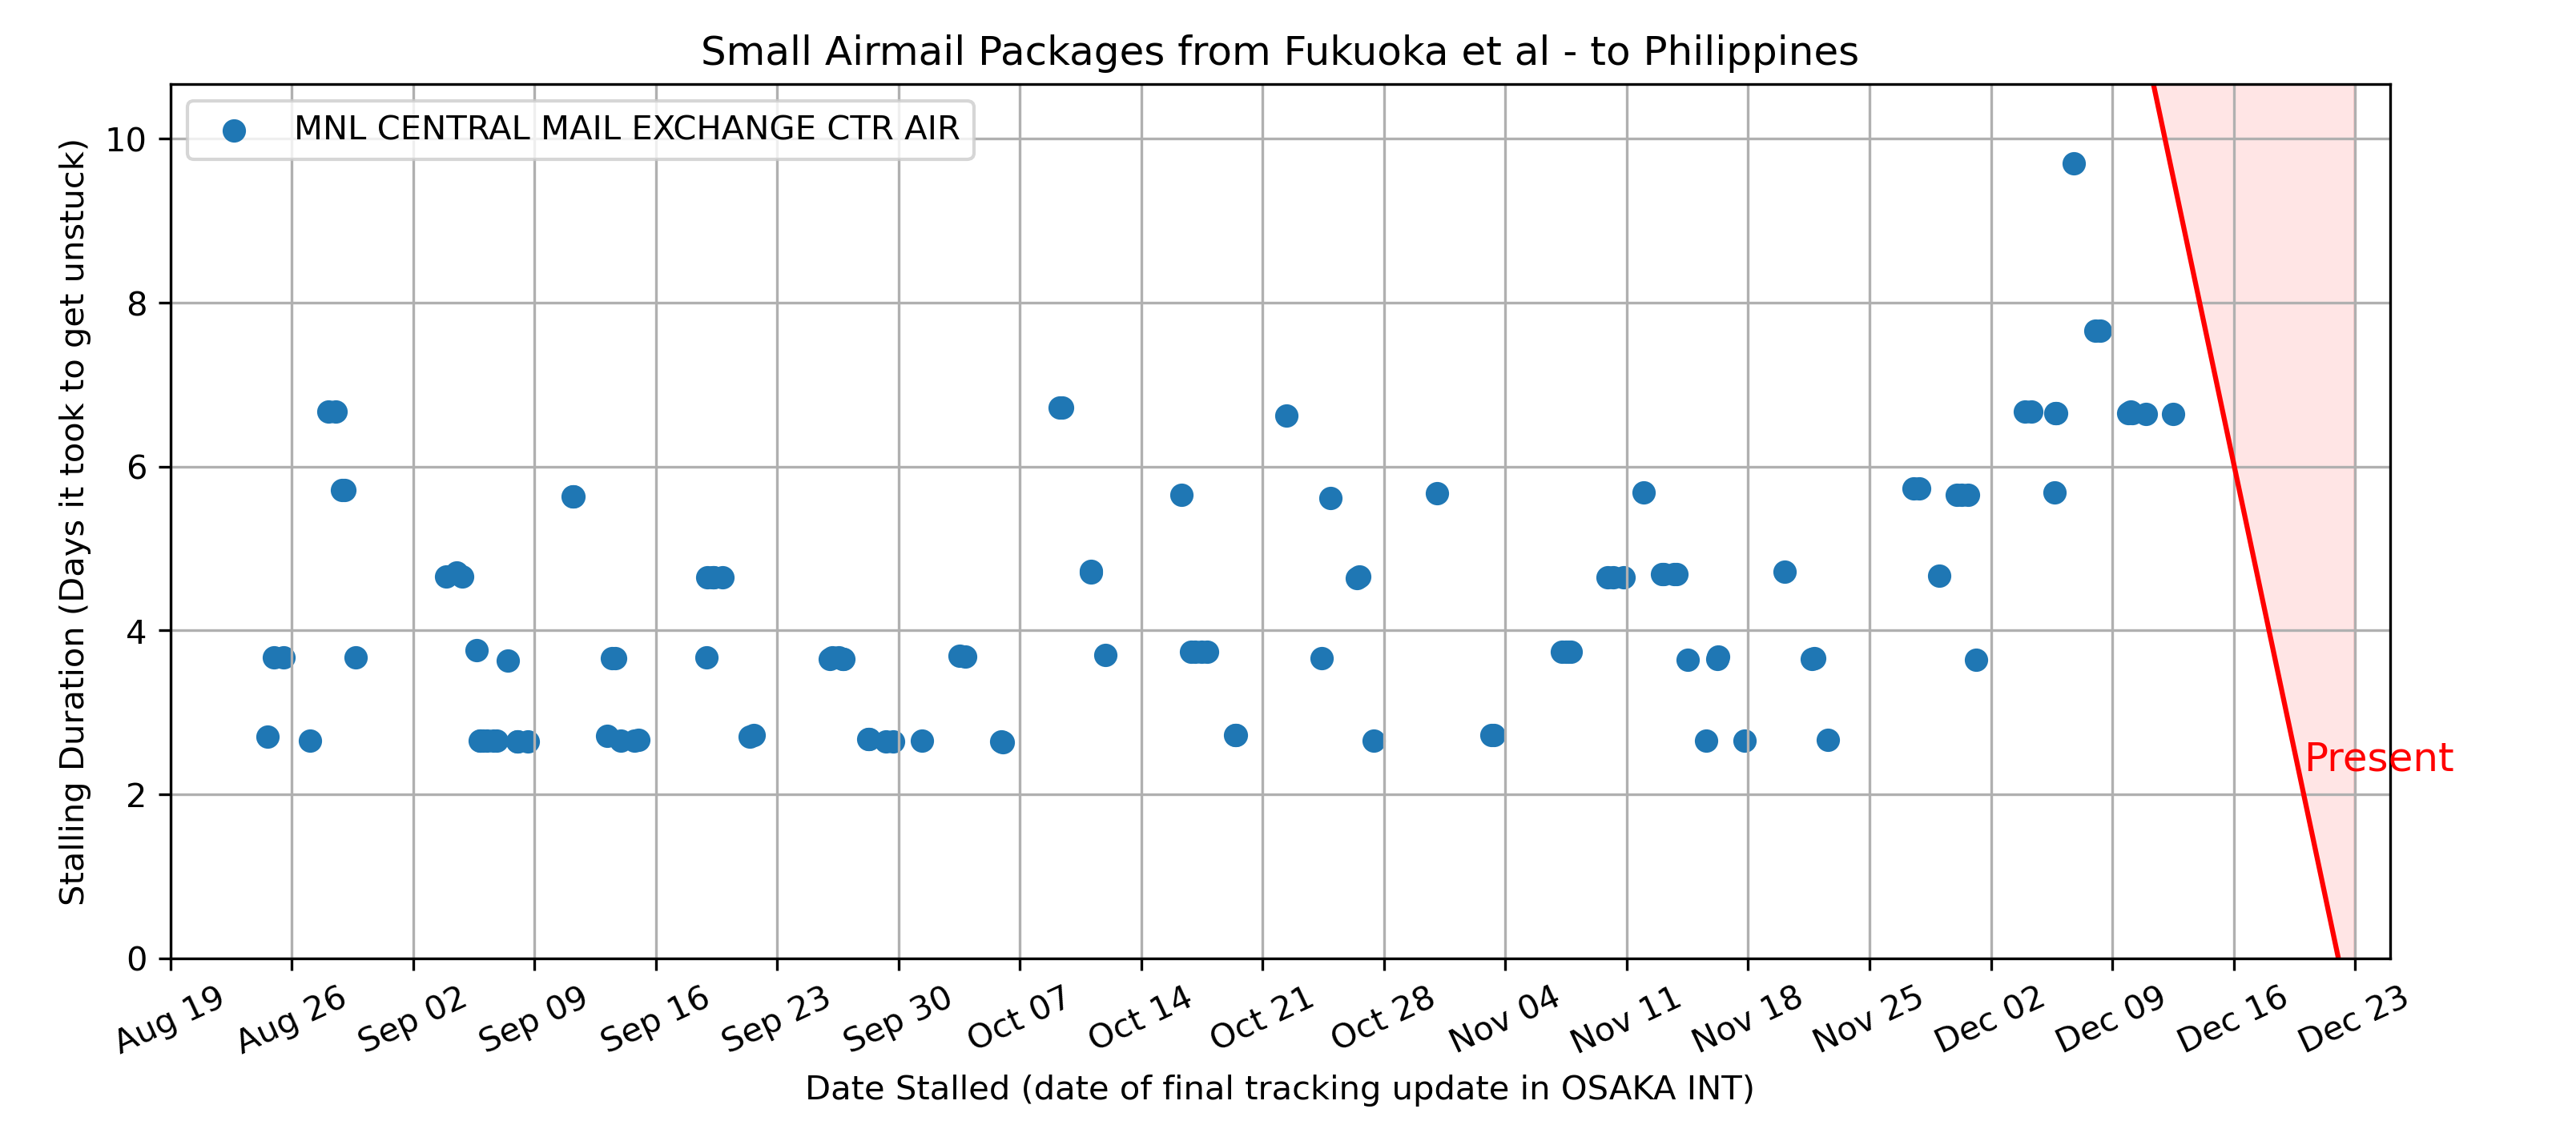 Small Airmail Packages from Fukuoka et al - to Philippines
MNL CENTRAL MAIL EXCHANGE CTR AIR
Stalling Duration (Days it took to get unstuck)
10
8
6
4
2
0
Present
Aug 19
Aug 26
Sep 02
Sep 09
Sep 16
Sep 23
Sep 30
Oct 07
Oct 14
Oct 21
Oct 28
Nov 04
Nov 11
Nov 18
Nov 25
Dec 02
Dec 09
Dec 16
Dec 23
Date Stalled (date of final tracking update in OSAKA INT)